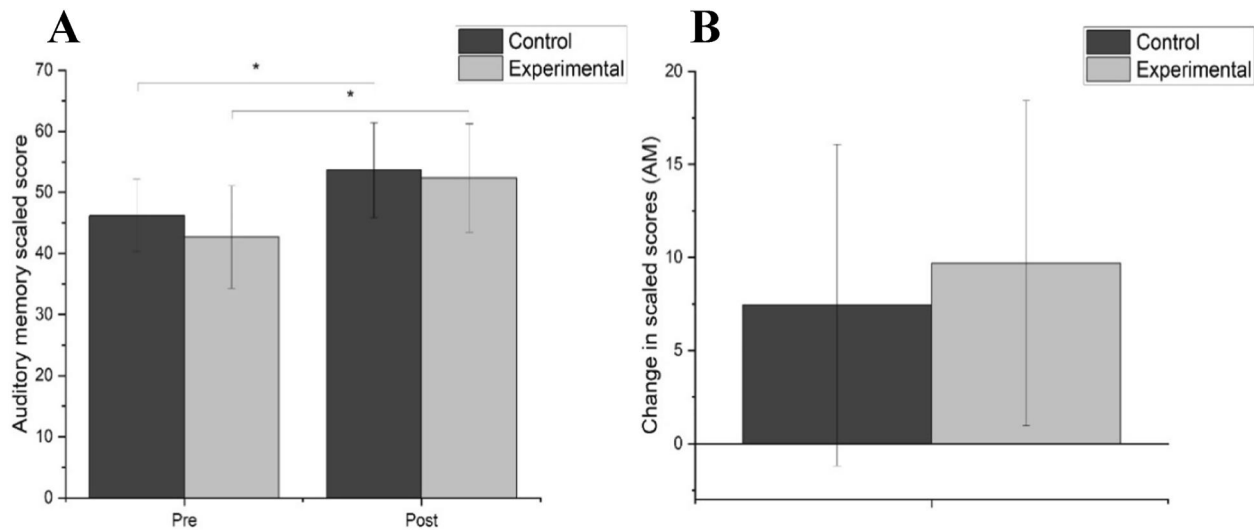 A
Control
Experimental
70
60
50
40
30
20
10
0
Auditory memory scaled score
*
*
Pre
Post
B
Control
Experimental
20
15
10
5
0
Change in scaled scores (AM)